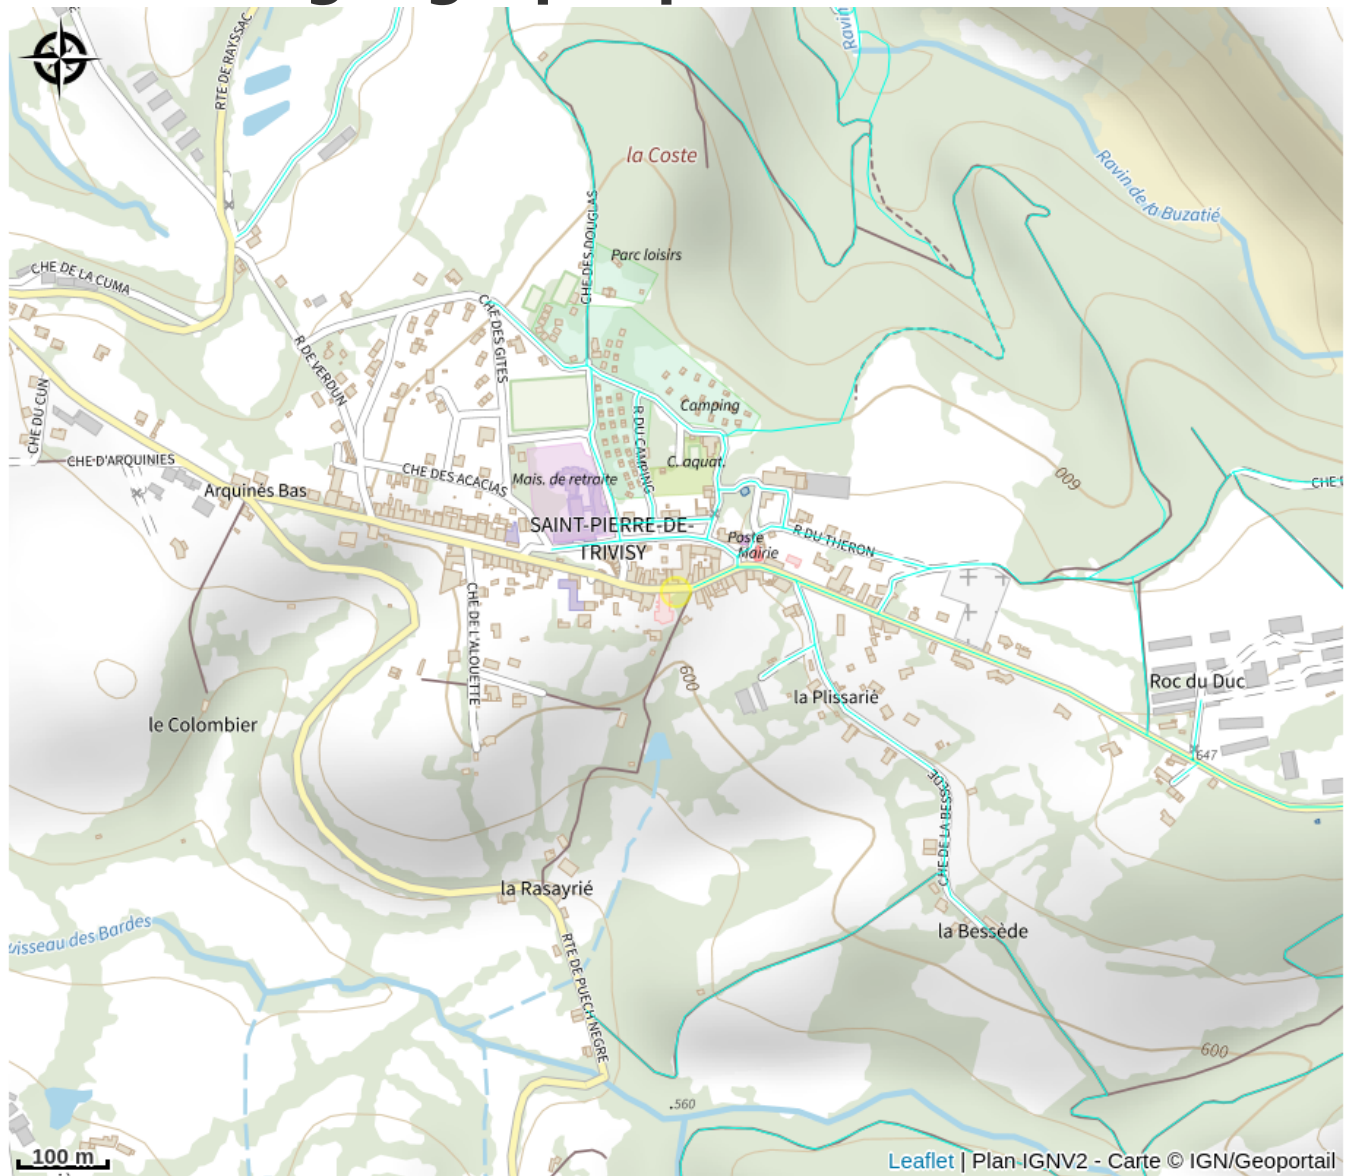 RTE DE RAYSSAC
Ravin
la Coste
Ravin de la Buzatié
CHE DES DOUGLAS
Parc loisirs
CHE DE LA CUMA
CHE DES GITES
R DE VERDUN
CHE DU CUN
Camping
R DU CAMPING
C. aquat.
CHE D'ARQUINIES
CHE DES ACACIAS
Mais. de retraite
600
CHE D
Arquinés Bas
SAINT-PIERRE-DE-
TRIVISY
Poste
Mairie
R DU THERON
CHE DE L'ALOUETTE
600
Roc du Duc
la Plissarié
le Colombier
647
CHE DE LA BESSEDE
la Rasayrié
la Bessède
uisseau des Bardes
RTE DE PUECH NEGRE
600
.560
100 m
Leaflet | Plan IGNV2 - Carte © IGN/Geoportail